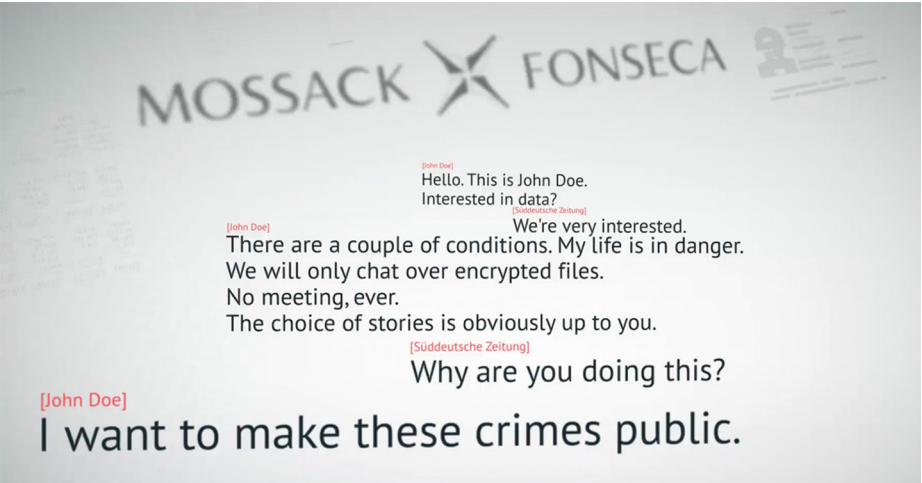 MOSSACK FONSECA
[John Doe]
Hello. This is John Doe.
Interested in data?
[Süddeutsche Zeitung]
We're very interested.
[John Doe]
There are a couple of conditions. My life is in danger.
We will only chat over encrypted files.
No meeting, ever.
The choice of stories is obviously up to you.
[Süddeutsche Zeitung]
Why are you doing this?
[John Doe]
I want to make these crimes public.